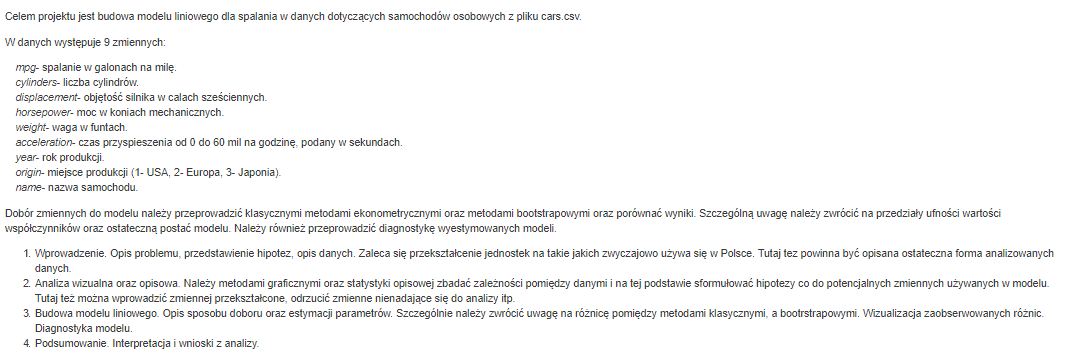 Celem projektu jest budowa modelu liniowego dla spalania w danych dotyczących samochodów osobowych z pliku cars.csv.
W danych występuje 9 zmiennych:
mpg- spalanie w galonach na milę.
cylinders- liczba cylindrów.
displacement- objętość silnika w calach sześciennych.
horsepower- moc w koniach mechanicznych.
weight- waga w funtach.
acceleration- czas przyspieszenia od 0 do 60 mil na godzinę, podany w sekundach.
year- rok produkcji.
origin- miejsce produkcji (1- USA, 2- Europa, 3- Japonia).
name- nazwa samochodu.
Dobór zmiennych do modelu należy przeprowadzić klasycznymi metodami ekonometrycznymi oraz metodami bootstrapowymi oraz porównać wyniki. Szczególną uwagę należy zwrócić na przedziały ufności wartości
współczynników oraz ostateczną postać modelu. Należy również przeprowadzić diagnostykę wyestymowanych modeli.
1. Wprowadzenie. Opis problemu, przedstawienie hipotez, opis danych. Zaleca się przekształcenie jednostek na takie jakich zwyczajowo używa się w Polsce. Tutaj tez powinna być opisana ostateczna forma analizowanych
danych.
2. Analiza wizualna oraz opisowa. Należy metodami graficznymi oraz statystyki opisowej zbadać zależności pomiędzy danymi i na tej podstawie sformułować hipotezy co do potencjalnych zmiennych używanych w modelu.
Tutaj też można wprowadzić zmiennej przekształcone, odrzucić zmienne nienadające się do analizy itp.
3. Budowa modelu liniowego. Opis sposobu doboru oraz estymacji parametrów. Szczególnie należy zwrócić uwagę na różnicę pomiędzy metodami klasycznymi, a bootrstrapowymi. Wizualizacja zaobserwowanych różnic.
Diagnostyka modelu.
4. Podsumowanie. Interpretacja i wnioski z analizy.